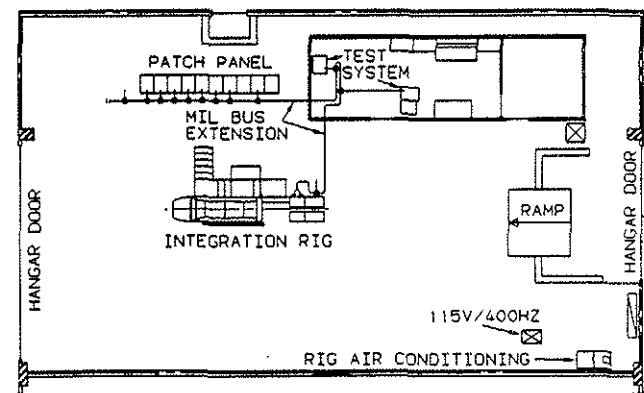 PATCH PANEL
TEST
SYSTEM
MIL BUS
EXTENSION
INTEGRATION RIG
HANGAR DOOR
RAMP
HANGAR DOOR
115V/400HZ
RIG AIR CONDITIONING